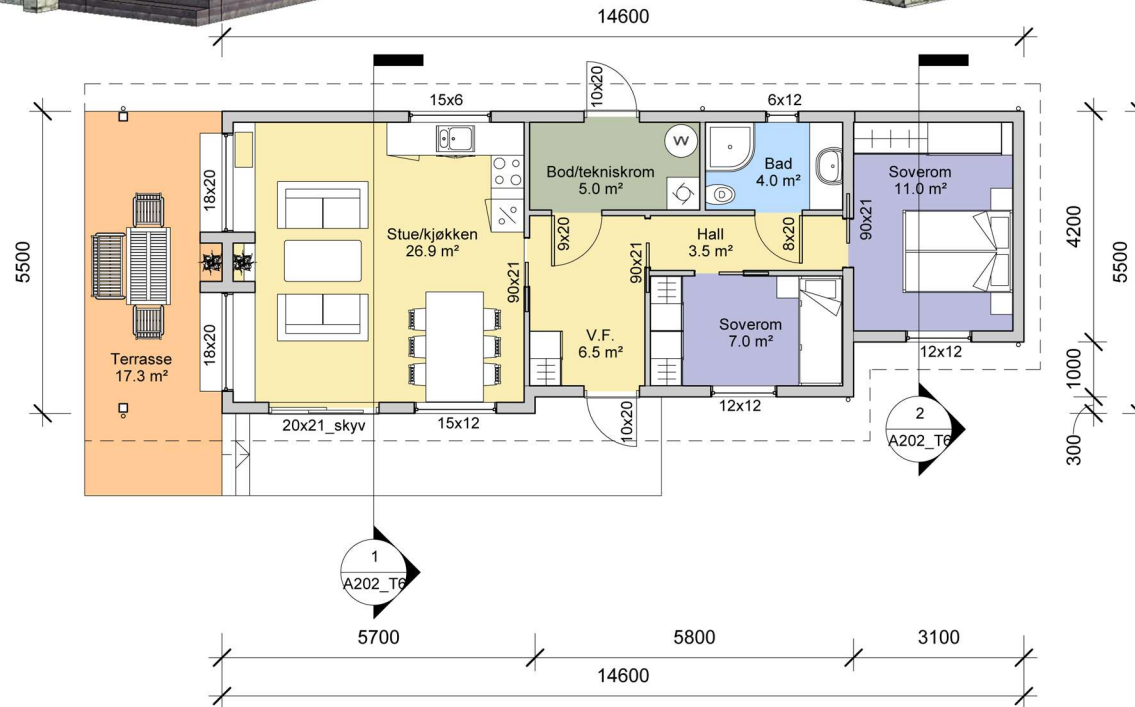 14600
15x6
10x20
6x12
5500
18x20
Stue/kjøkken
26.9 m²
Bod/tekniskrom
5.0 m²
W
Bad
4.0 m²
D
Soverom
11.0 m²
4200
5500
90x21
9x20
90x21
Hall
3.5 m²
8x20
90x21
18x20
Terrasse
17.3 m²
V.F.
6.5 m²
Soverom
7.0 m²
12x12
1000
300
20x21_skyv
15x12
10x20
12x12
2
A202_T6
1
A202_T6
5700
5800
3100
14600